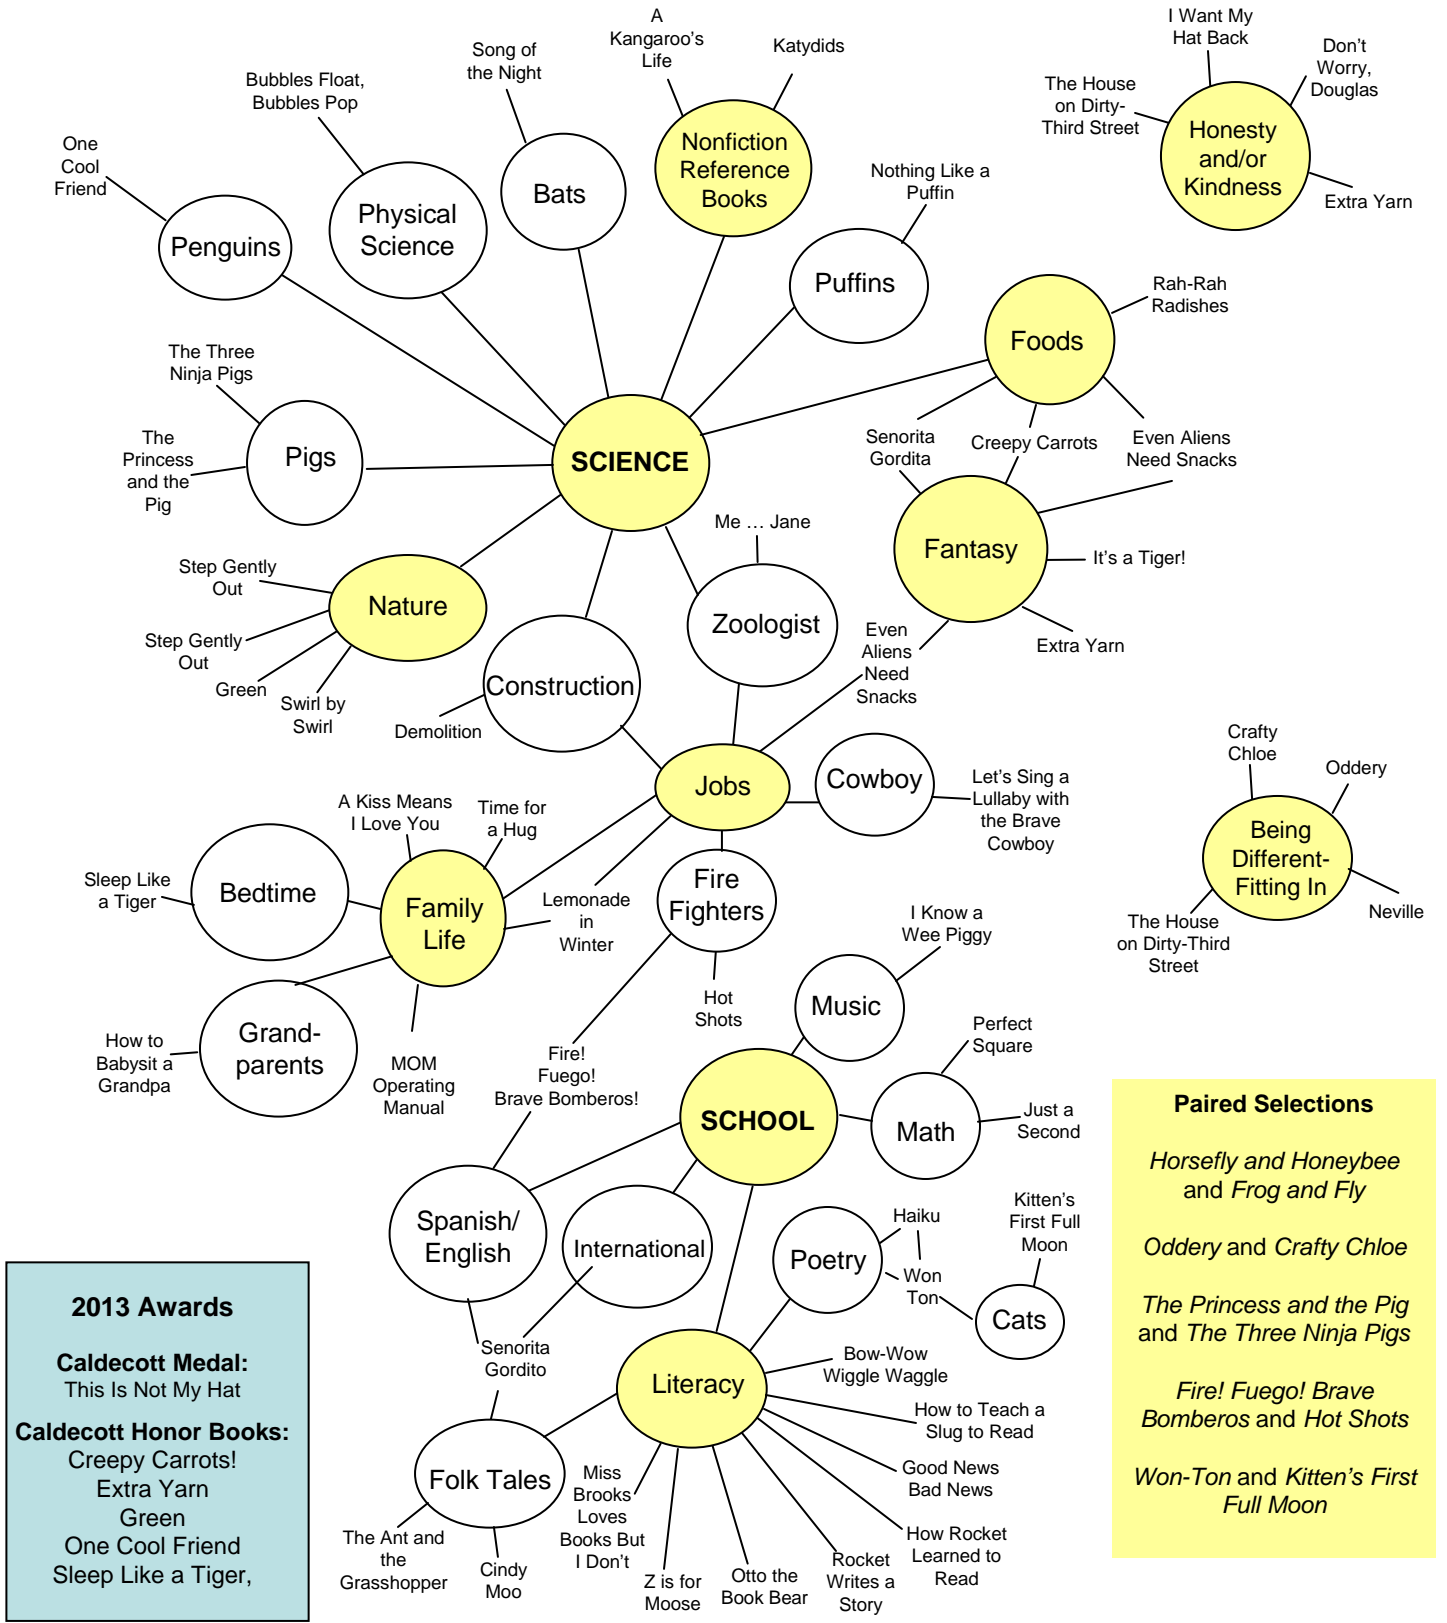 A
Kangaroo's
Life
Katydids
Song of
the Night
Bubbles Float,
Bubbles Pop
One
Cool
Friend
I Want My
Hat Back
Don't
Worry,
Douglas
The House
on Dirty-
Third Street
Honesty
and/or
Kindness
Extra Yarn
Nonfiction
Reference
Books
Nothing Like a
Puffin
Bats
Physical
Science
Penguins
Puffins
Rah-Rah
Radishes
Foods
The Three
Ninja Pigs
The
Princess
and the
Pig
Pigs
SCIENCE
Senorita
Gordita
Creepy Carrots
Even Aliens
Need Snacks
Fantasy
It's a Tiger!
Extra Yarn
Me … Jane
Zoologist
Step Gently
Out
Nature
Step Gently
Out
Green
Swirl by
Swirl
Construction
Demolition
Even
Aliens
Need
Snacks
Jobs
Cowboy
Let's Sing a
Lullaby with
the Brave
Cowboy
Crafty
Chloe
Oddery
Being
Different-
Fitting In
The House
on Dirty-Third
Street
Neville
A Kiss Means
I Love You
Time for
a Hug
Sleep Like
a Tiger
Bedtime
Family
Life
Lemonade
in
Winter
Fire
Fighters
Hot
Shots
I Know a
Wee Piggy
Music
How to
Babysit a
Grandpa
Grand-
parents
MOM
Operating
Manual
Fire!
Fuego!
Brave Bomberos!
SCHOOL
Perfect
Square
Math
Just a
Second
Spanish/
English
International
Poetry
Haiku
Won
Ton
Kitten's
First Full
Moon
Cats
Senorita
Gordito
Literacy
Bow-Wow
Wiggle Waggle
How to Teach a
Slug to Read
Good News
Bad News
How Rocket
Learned to
Read
Rocket
Writes a
Story
Otto the
Book Bear
Z is for
Moose
Miss
Brooks
Loves
Books But
I Don't
Folk Tales
The Ant and
the
Grasshopper
Cindy
Moo
Paired Selections
Horsefly and Honeybee
and Frog and Fly
Oddery and Crafty Chloe
The Princess and the Pig
and The Three Ninja Pigs
Fire! Fuego! Brave
Bomberos and Hot Shots
Won-Ton and Kitten's First
Full Moon
2013 Awards
Caldecott Medal:
This Is Not My Hat
Caldecott Honor Books:
Creepy Carrots!
Extra Yarn
Green
One Cool Friend
Sleep Like a Tiger,